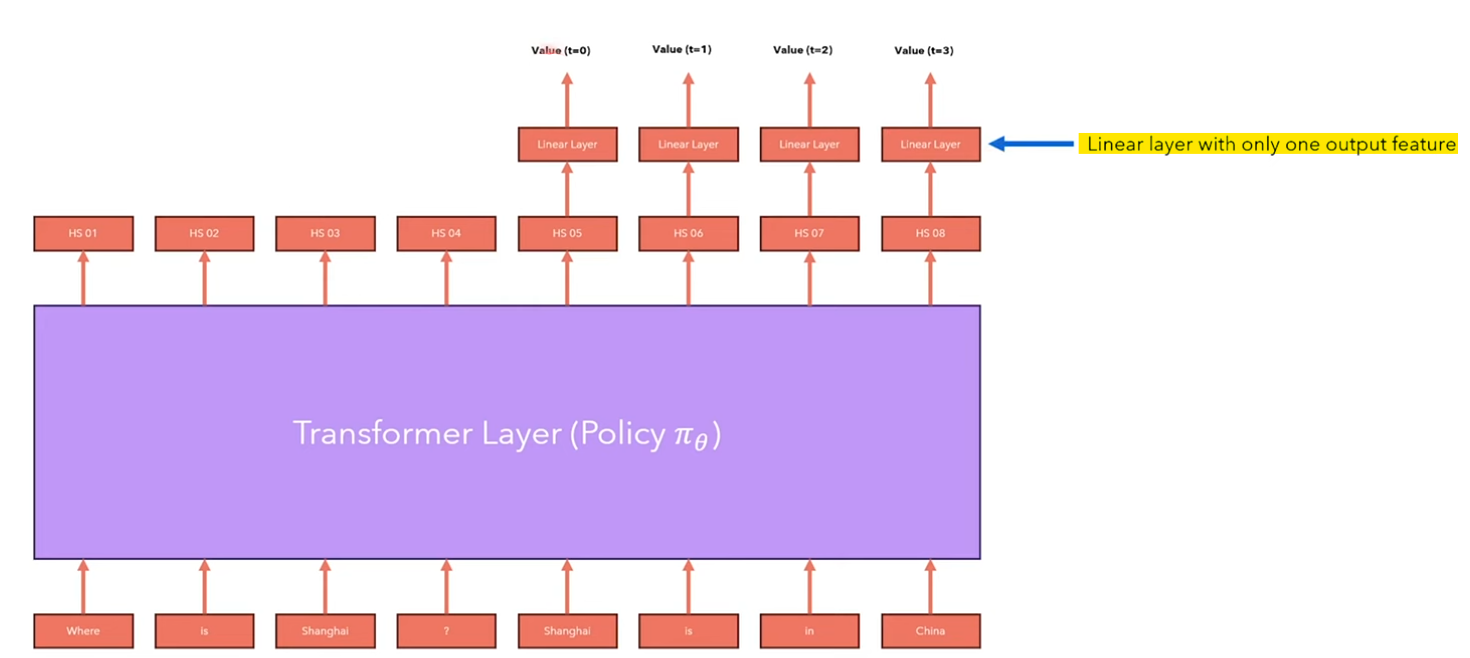 Value (t=0) Value (t=1) Value (t=2) Value (t=3)
Linear Layer Linear Layer Linear Layer Linear Layer Linear layer with only one output feature
HS 01 HS 02 HS 03 HS 04 HS 05 HS 06 HS 07 HS 08
Transformer Layer (Policy πθ)
Where is Shanghai ? Shanghai is in China